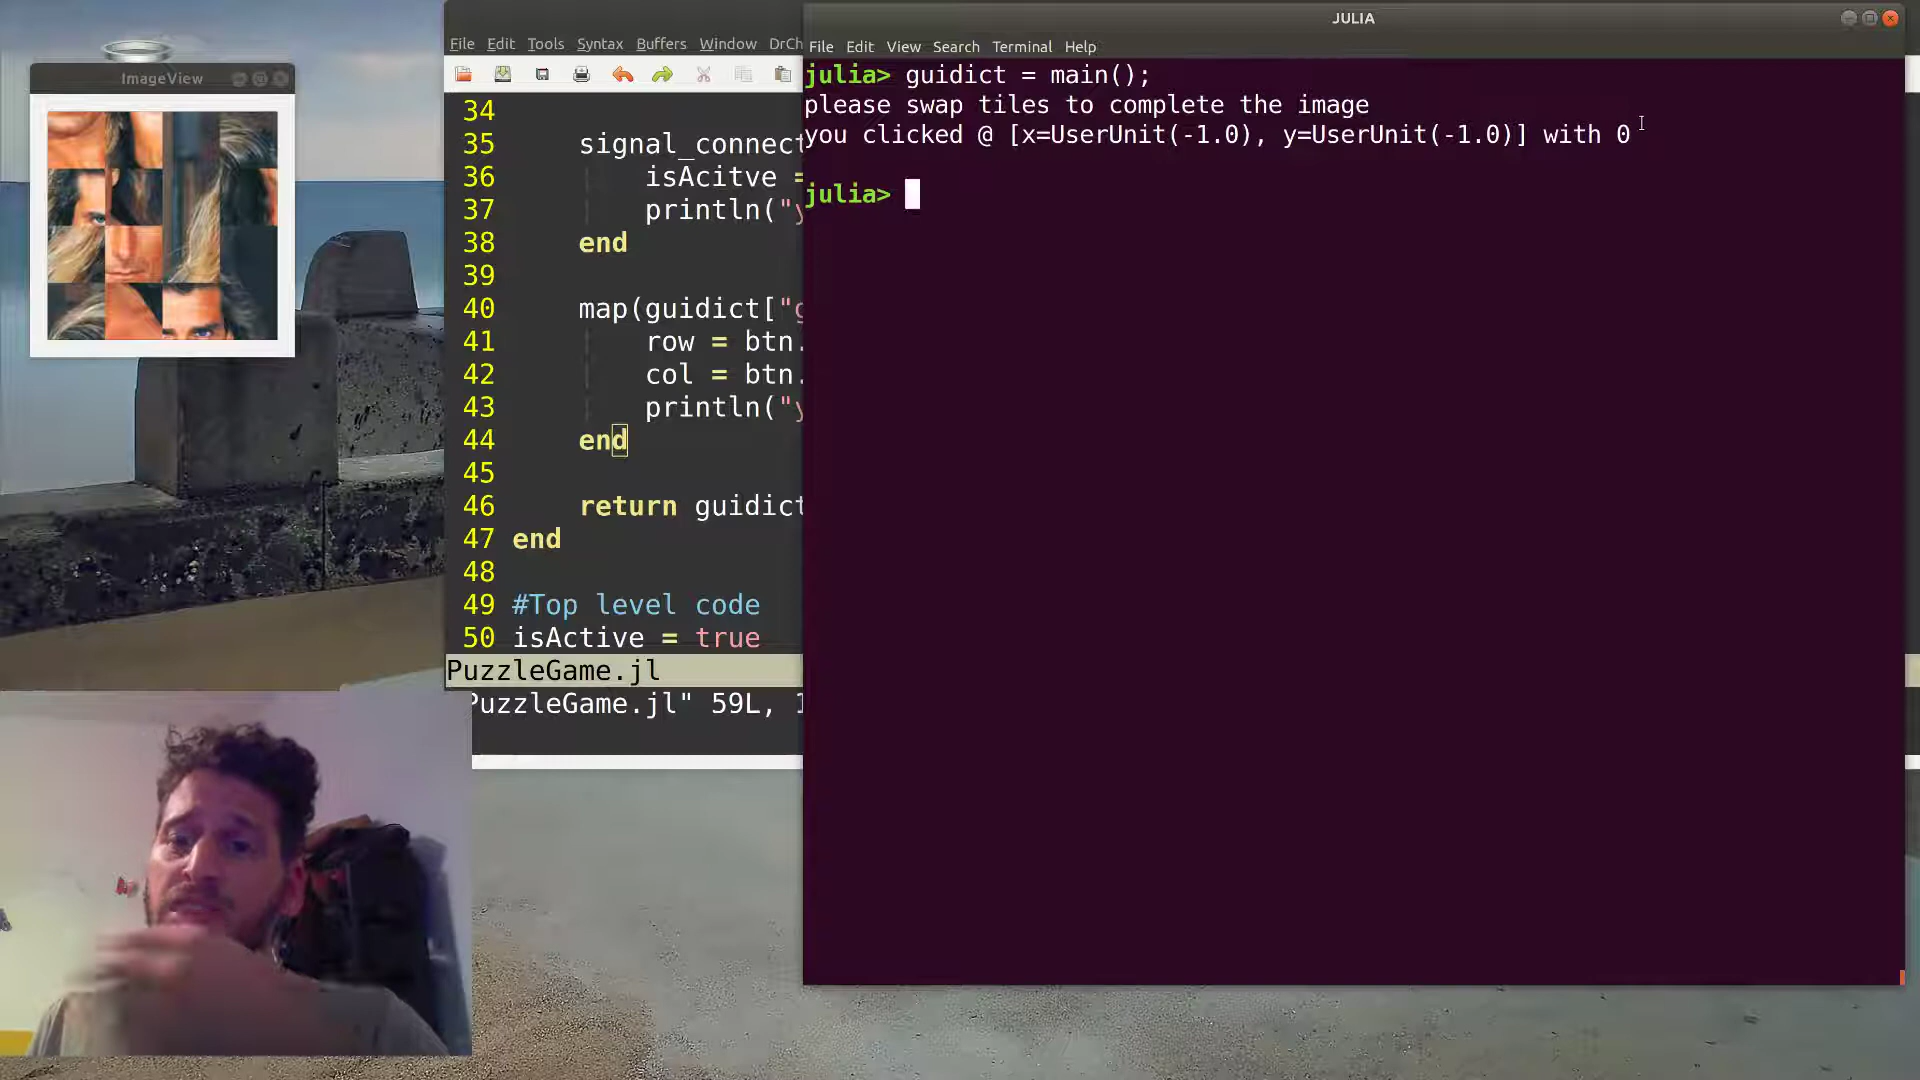 ImageView
File Edit Tools Syntax Buffers Window DrCh
34
35 signal_connect
36 isAcitve =
37 println("y
38 end
39
40 map(guidict["g
41 row = btn.
42 col = btn.
43 println("y
44 end
45
46 return guidict
47 end
48
49 #Top level code
50 isActive = true
PuzzleGame.jl
PuzzleGame.jl" 59L, 1
JULIA
File Edit View Search Terminal Help
julia> guidict = main();
please swap tiles to complete the image
you clicked @ [x=UserUnit(-1.0), y=UserUnit(-1.0)] with 0
julia>